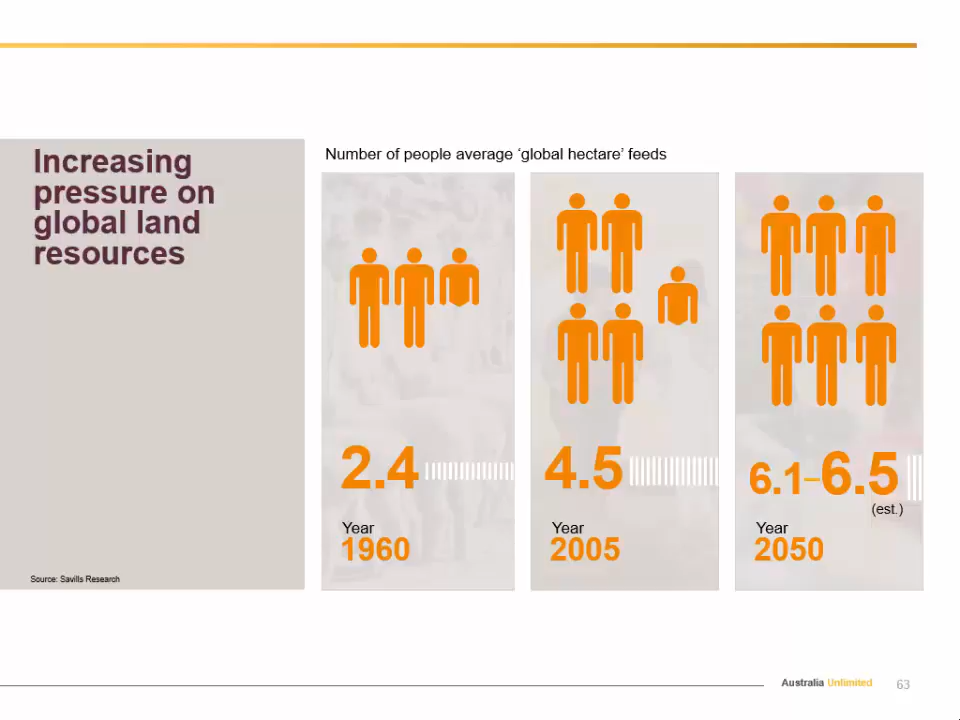 Increasing
pressure on
global land
resources
Source: Savills Research
Number of people average ‘global hectare’ feeds
2.4
Year
1960
4.5
Year
2005
6.1–6.5
(est.)
Year
2050
Australia Unlimited
63